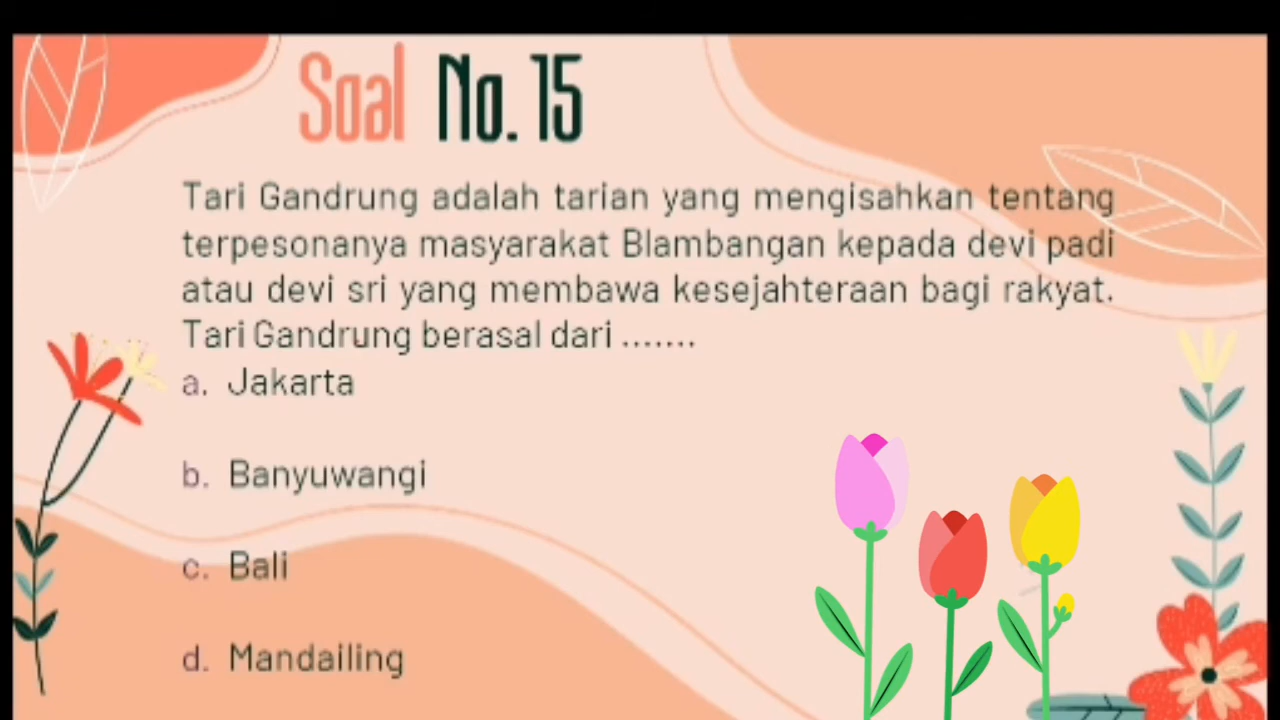 Soal No. 15
Tari Gandrung adalah tarian yang mengisahkan tentang
terpesonanya masyarakat Blambangan kepada devi padi
atau devi sri yang membawa kesejahteraan bagi rakyat.
Tari Gandrung berasal dari .......
a. Jakarta
b. Banyuwangi
c. Bali
d. Mandailing